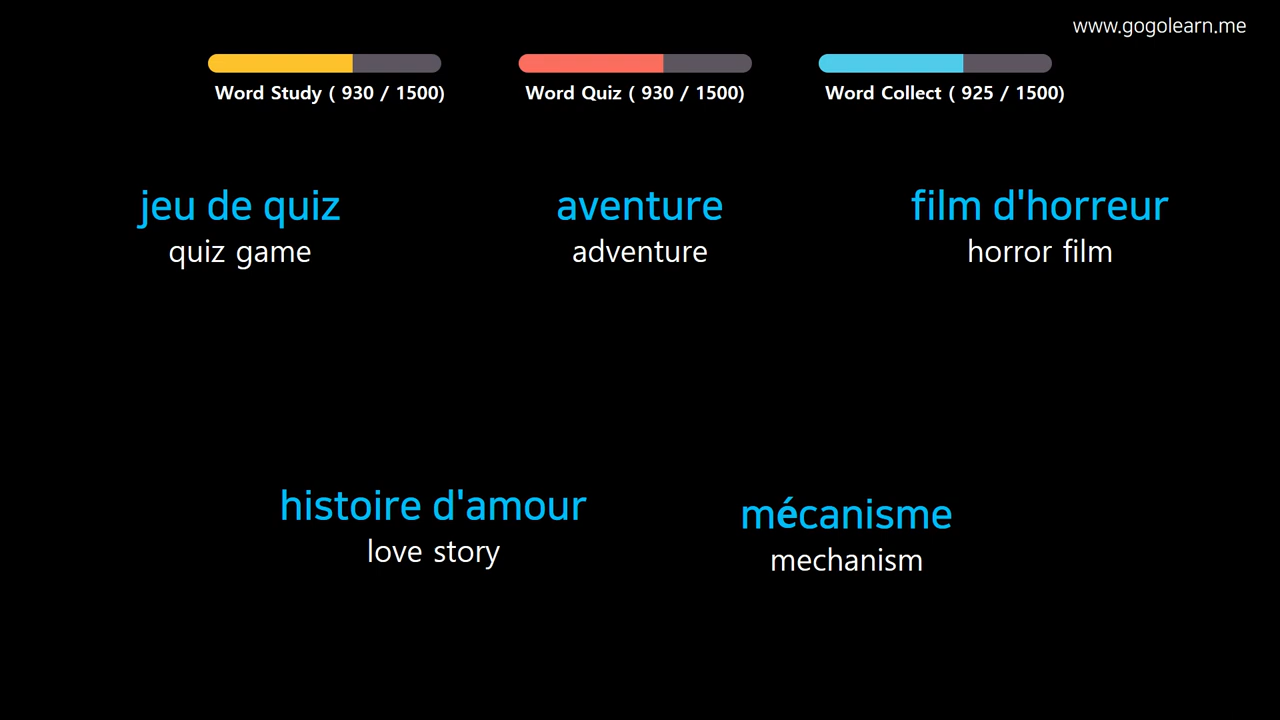 www.gogolearn.me
Word Study ( 930 / 1500)
Word Quiz ( 930 / 1500)
Word Collect ( 925 / 1500)
jeu de quiz
quiz game
aventure
adventure
film d'horreur
horror film
histoire d'amour
love story
mécanisme
mechanism